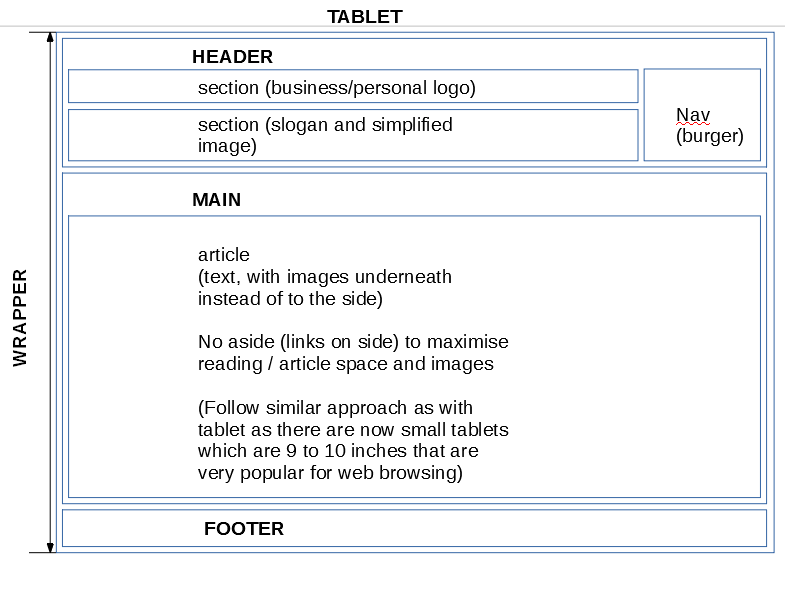 TABLET
HEADER
section (business/personal logo)
section (slogan and simplified
image)
Nav
(burger)
WRAPPER
MAIN
article
(text, with images underneath
instead of to the side)
No aside (links on side) to maximise
reading / article space and images
(Follow similar approach as with
tablet as there are now small tablets
which are 9 to 10 inches that are
very popular for web browsing)
FOOTER